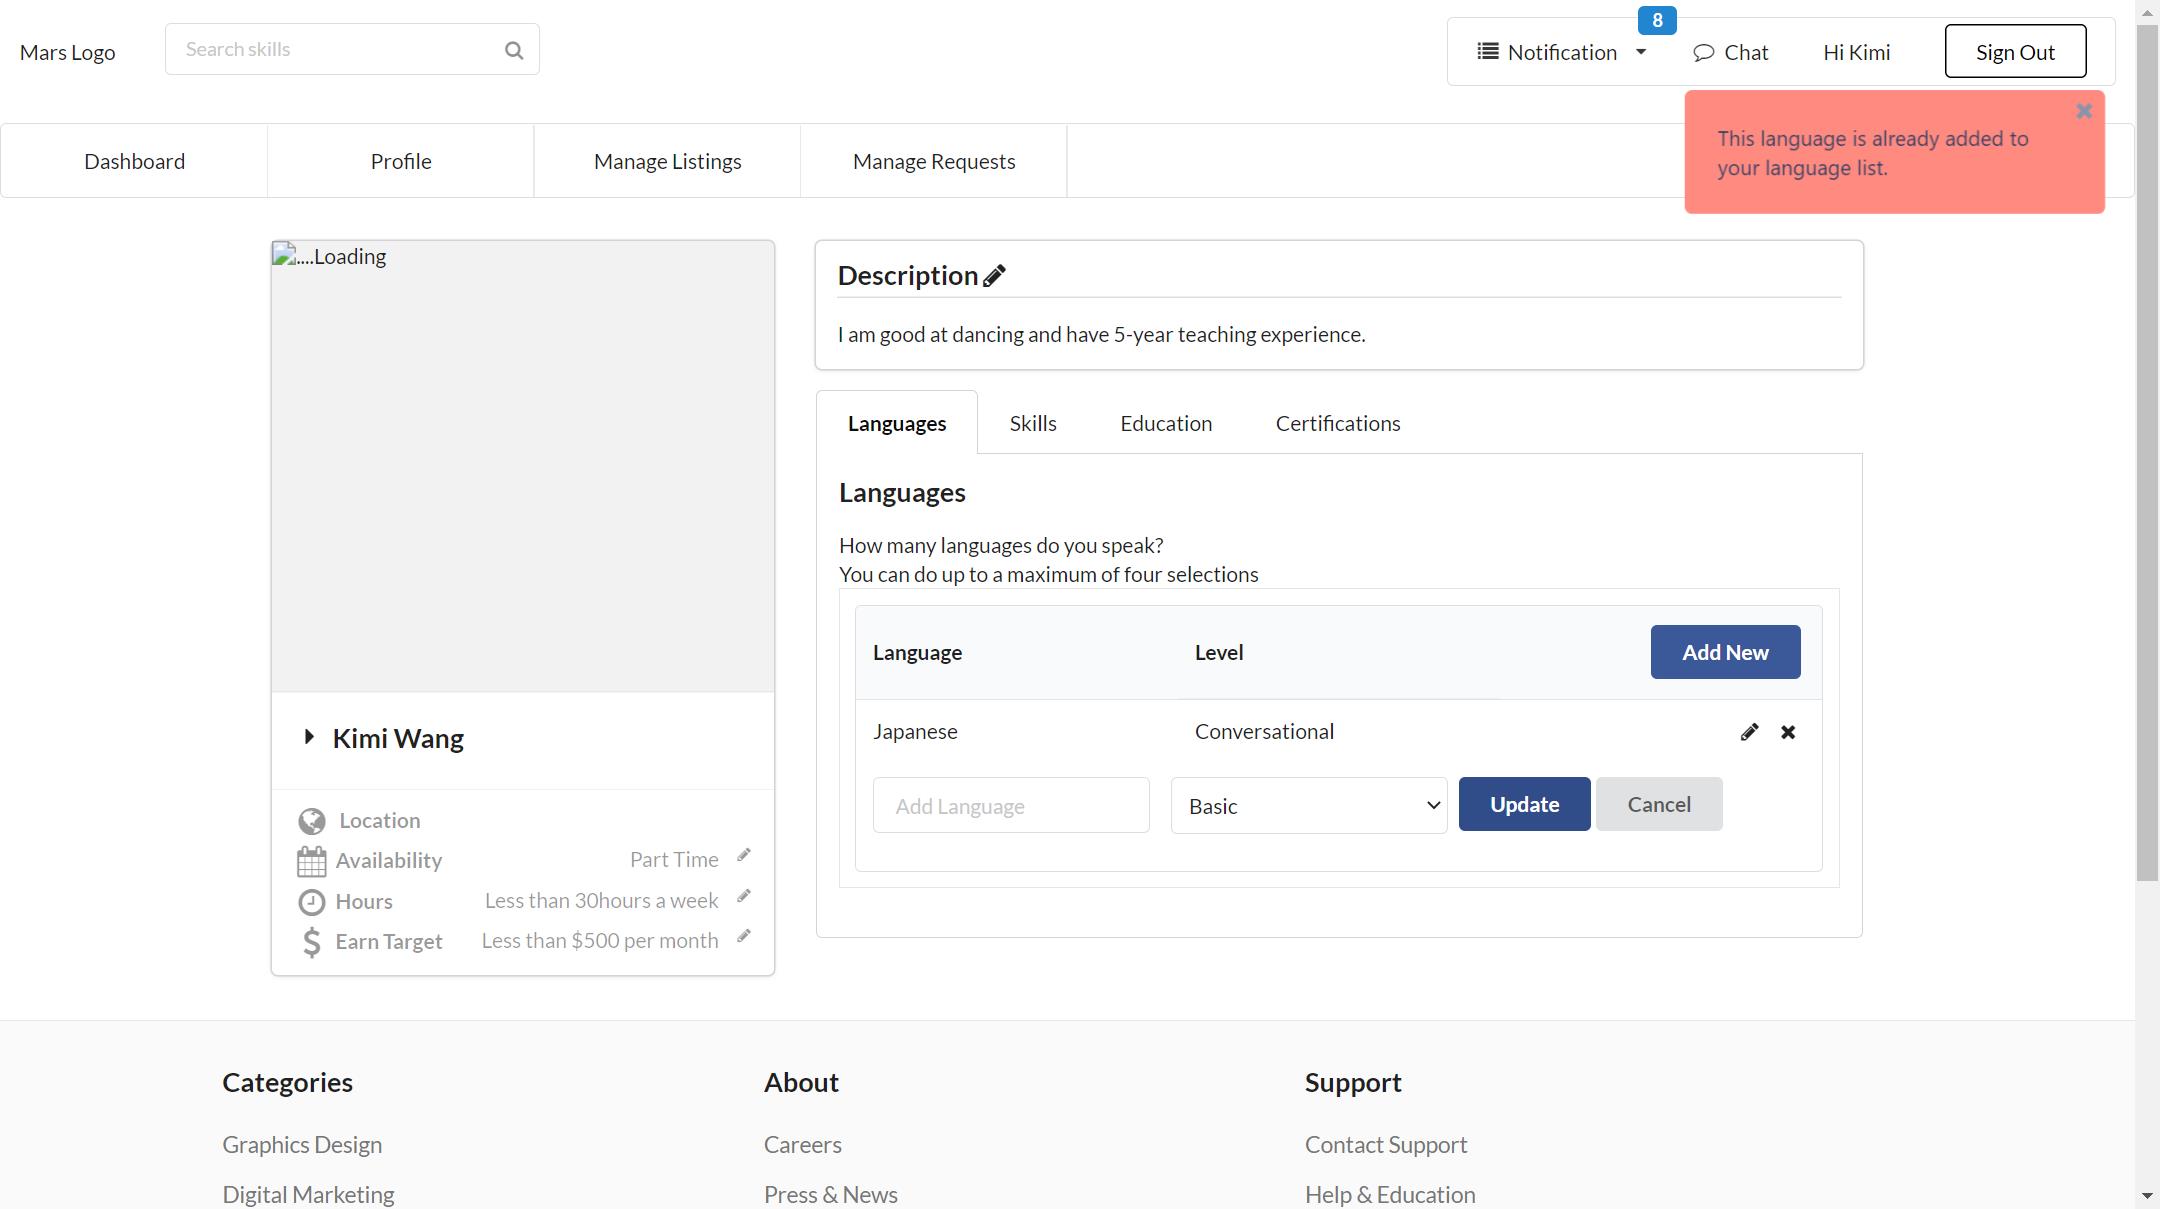 Mars Logo
Search skills
8
Notification
Chat
Hi Kimi
Sign Out
This language is already added to
your language list.
Dashboard
Profile
Manage Listings
Manage Requests
....Loading
Description
I am good at dancing and have 5-year teaching experience.
Languages
Skills
Education
Certifications
Languages
How many languages do you speak?
You can do up to a maximum of four selections
Language
Level
Add New
Japanese
Conversational
Add Language
Basic
Update
Cancel
Kimi Wang
Location
Availability
Part Time
Hours
Less than 30hours a week
Earn Target
Less than $500 per month
Categories
About
Support
Graphics Design
Careers
Contact Support
Digital Marketing
Press & News
Help & Education